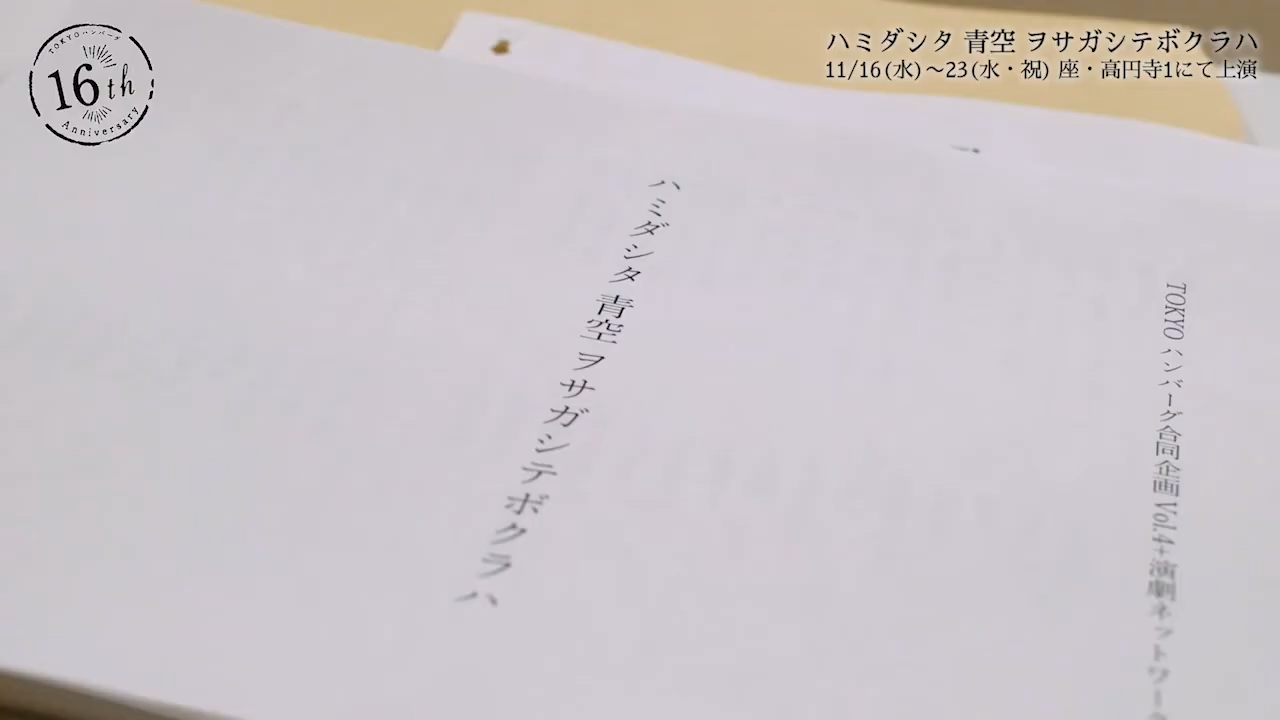 TOKYOハンバーグ
16th
Anniversary
ハミダシタ 青空 ヲサガシテボクラハ
11/16(水)~23(水・祝) 座・高円寺1にて上演
TOKYOハンバーグ合同企画Vol.4+演劇ネットワーク
ハミダシタ 青空 ヲサガシテボクラハ